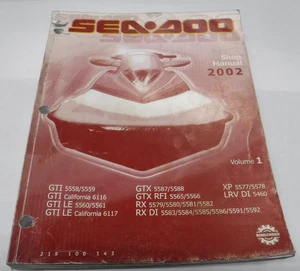 SEA-DOO
Shop
Manual
2002
Volume 1
GTI 5558/5559
GTI California 6116
GTI LE 5560/5561
GTI LE California 6117
GTX 5587/5588
GTX RFI 5565/5566
RX 5579/5580/5581/5582
RX DI 5583/5584/5585/5586/5591/5592
XP 5577/5578
LRV DI 5460
219 100 143